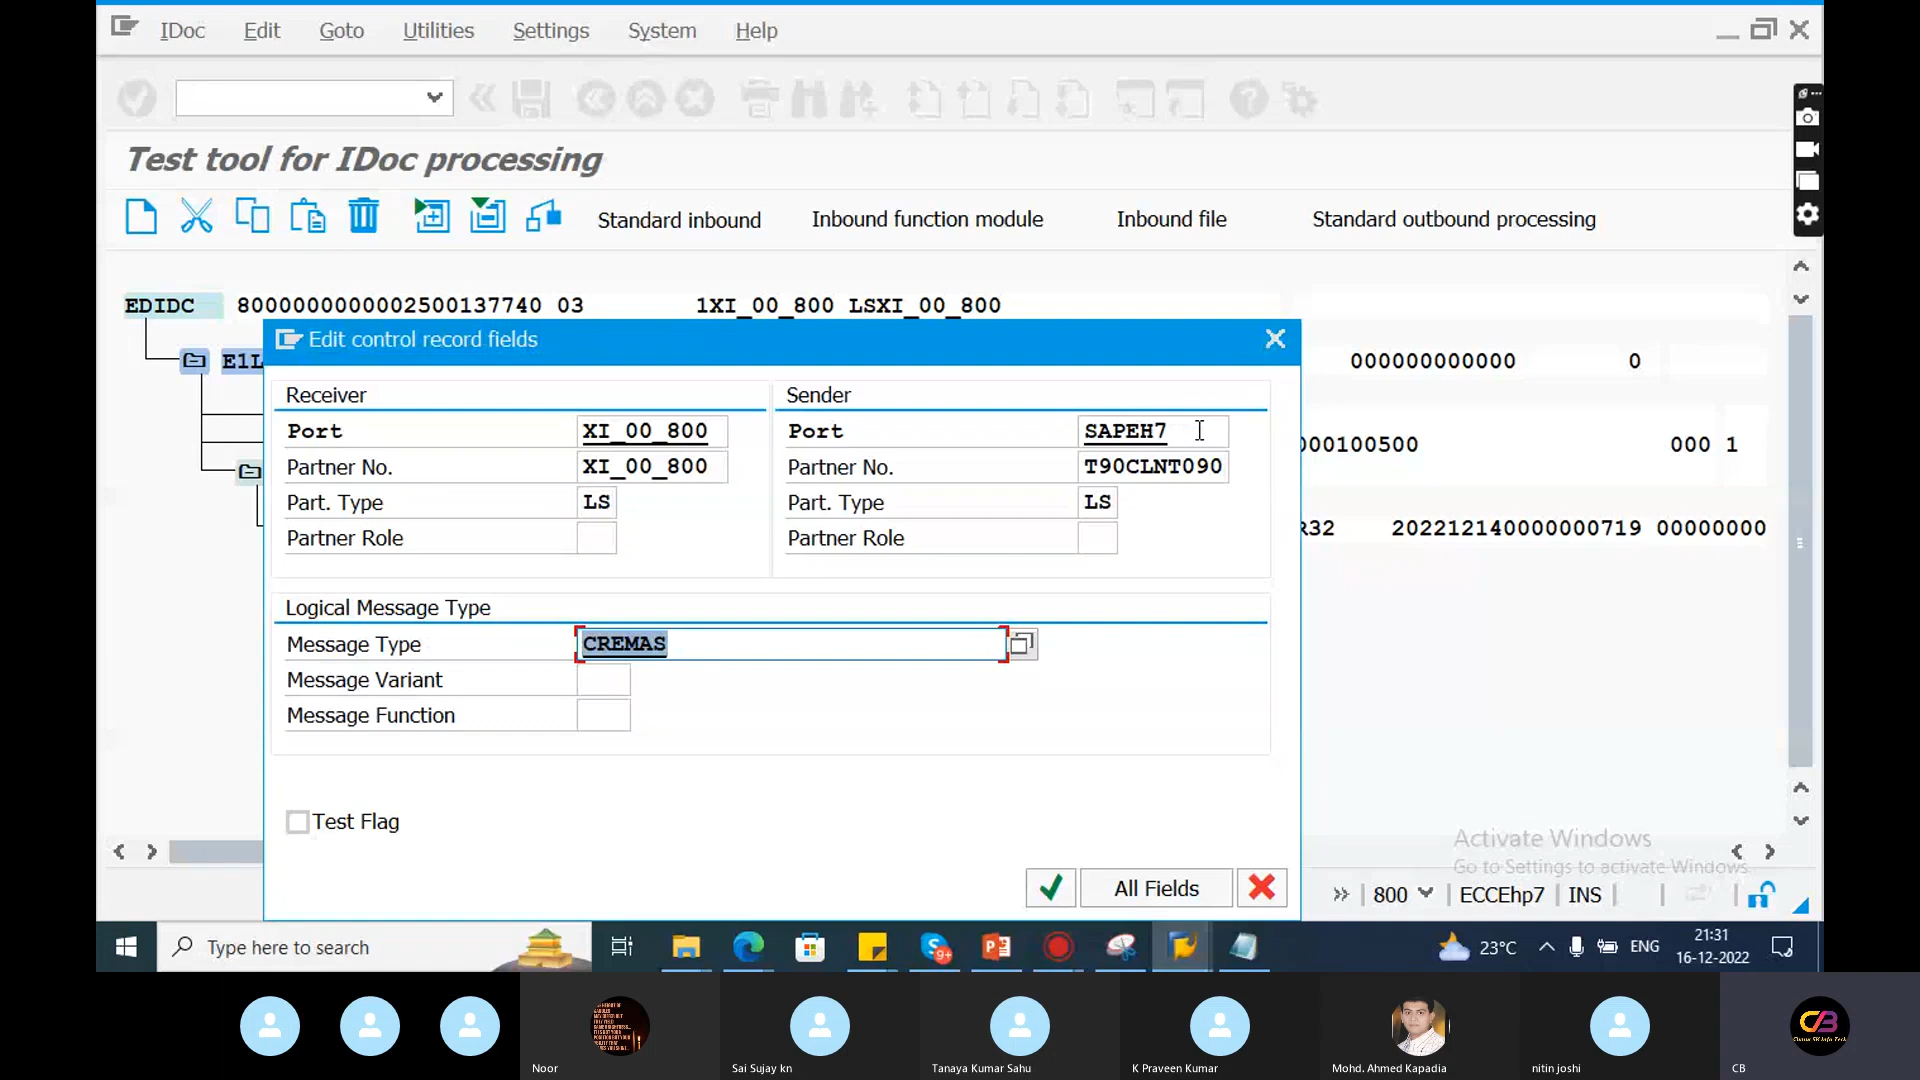 IDoc Edit Goto Utilities Settings System Help
Test tool for IDoc processing
Standard inbound Inbound function module Inbound file Standard outbound processing
EDIDC 8000000000002500137740 03 1XI_00_800 LSXI_00_800
Edit control record fields
E1L 000000000000 0
Receiver Sender
Port XI_00_800 Port SAPEH7
000100500 000 1
Partner No. XI_00_800 Partner No. T90CLNT090
Part. Type LS Part. Type LS
R32 202212140000000719 00000000
Partner Role Partner Role
Logical Message Type
Message Type CREMAS
Message Variant
Message Function
Test Flag
Activate Windows
Go to Settings to activate Windows.
All Fields
800 ECCEhp7 INS
Type here to search
9+
23°C ENG 21:31
16-12-2022
Noor Sai Sujay kn Tanaya Kumar Sahu K Praveen Kumar Mohd. Ahmed Kapadia nitin joshi CB